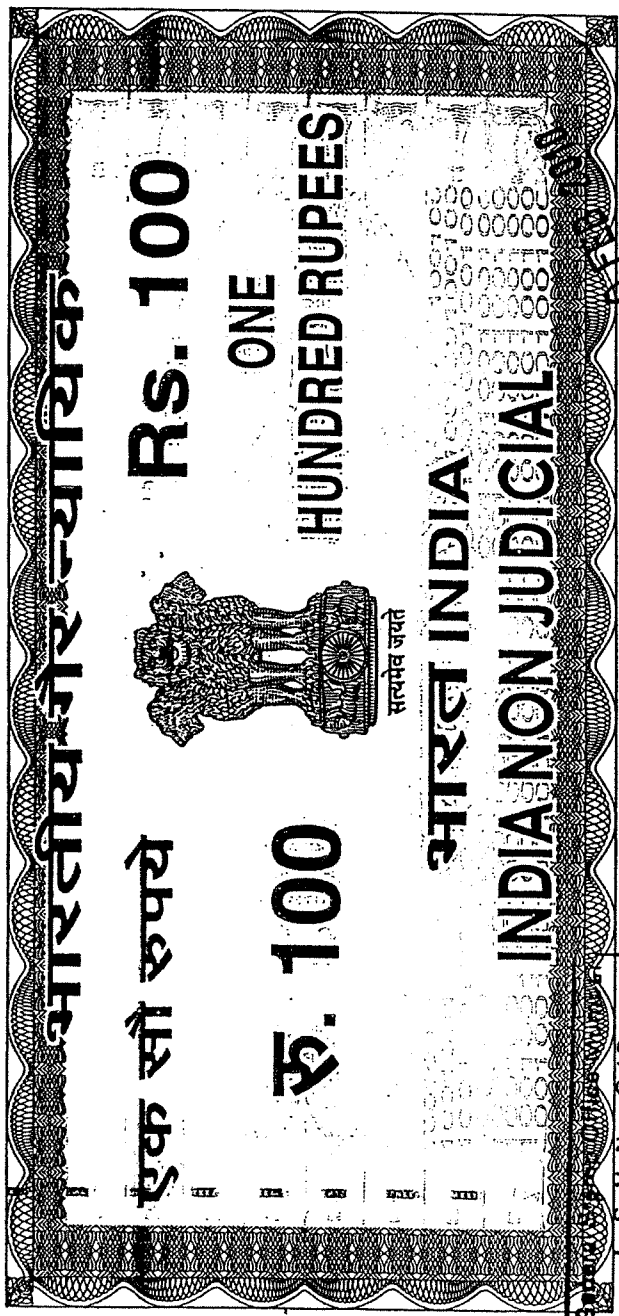 भारतीय गैर न्यायिक
एक सौ रुपये
Rs. 100
रु. 100
ONE
HUNDRED RUPEES
सत्यमेव जयते
भारत INDIA
INDIA NON JUDICIAL